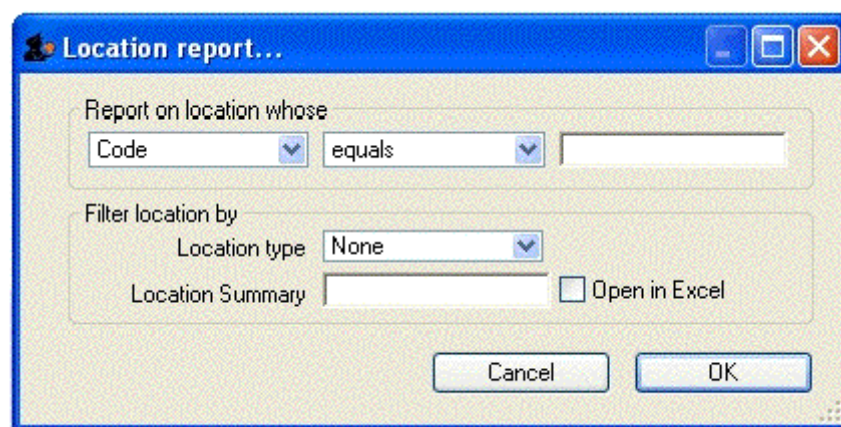 Location report...
Report on location whose
Code equals
Filter location by
Location type None
Location Summary Open in Excel
Cancel OK